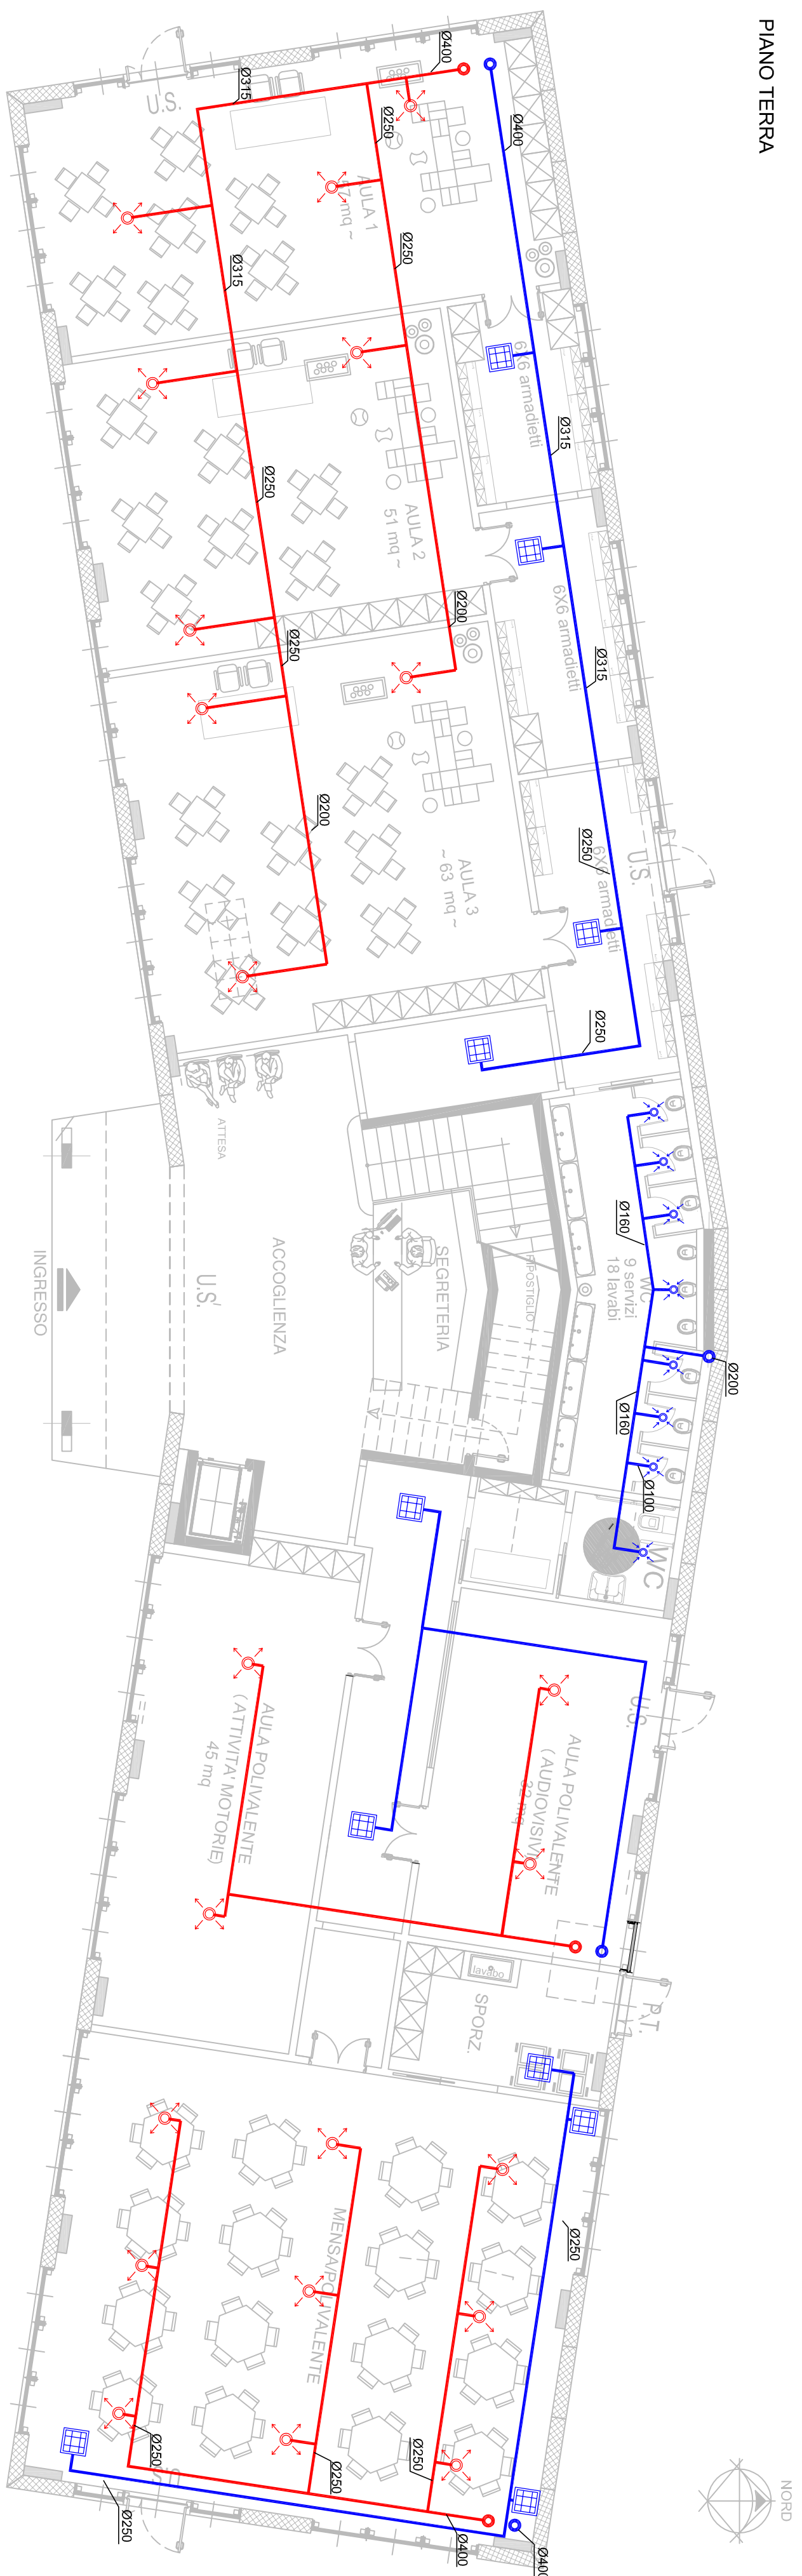 PIANO TERRA
Ø400
Ø400
Ø315
U.S.
Ø250
AULA 1
mq ~
Ø250
Ø315
6X6 armadietti
Ø315
Ø250
AULA 2
51 mq ~
6X6 armadietti
Ø200
Ø250
Ø315
Ø200
AULA 3
~ 63 mq ~
Ø250
6X6 armadietti
U.S.
Ø250
ATTESA
INGRESSO
U.S.
ACCOGLIENZA
SEGRETERIA
RIPOSTIGLIO
WC
9 servizi
18 lavabi
Ø160
Ø200
Ø160
Ø100
WC
AULA POLIVALENTE
( ATTIVITA' MOTORIE)
45 mq
AULA POLIVALENTE
( AUDIOVISIVI
U.S.
lavabo
SPORZ.
P.T.
Ø250
MENSA POLIVALENTE
Ø250
Ø250
Ø250
Ø250
Ø400
Ø400
NORD